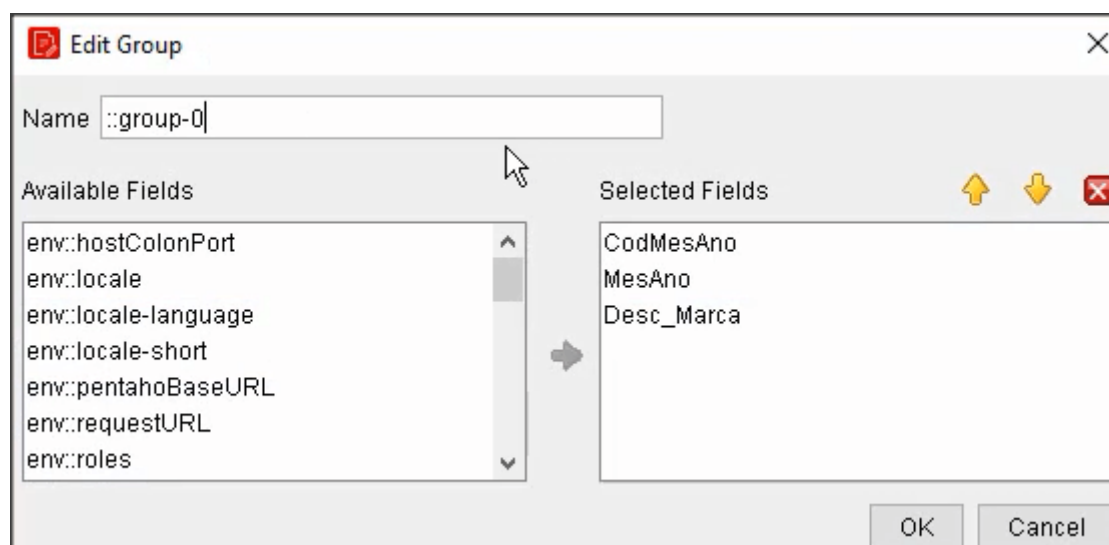 Edit Group
Name ::group-0
Available Fields
Selected Fields
env::hostColonPort
env::locale
env::locale-language
env::locale-short
env::pentahoBaseURL
env::requestURL
env::roles
CodMesAno
MesAno
Desc_Marca
OK
Cancel